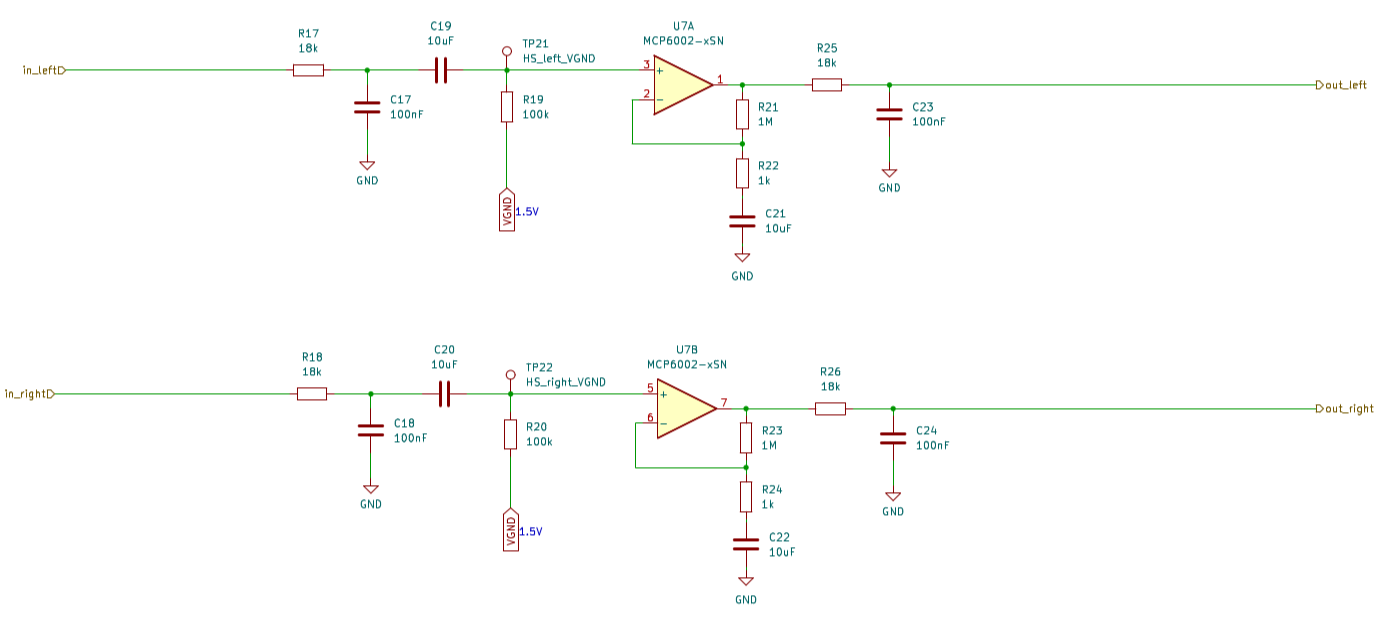 U7A
MCP6002-xSN
C19
10uF
R17
18k
TP21
HS_left_VGND
R25
18k
in_left
3
+
1
2
-
out_left
C17
100nF
R19
100k
R21
1M
C23
100nF
GND
R22
1k
GND
VGND
1.5V
C21
10uF
GND
U7B
MCP6002-xSN
C20
10uF
R18
18k
TP22
HS_right_VGND
R26
18k
in_right
5
+
7
6
-
out_right
C18
100nF
R20
100k
R23
1M
C24
100nF
GND
R24
1k
GND
VGND
1.5V
C22
10uF
GND